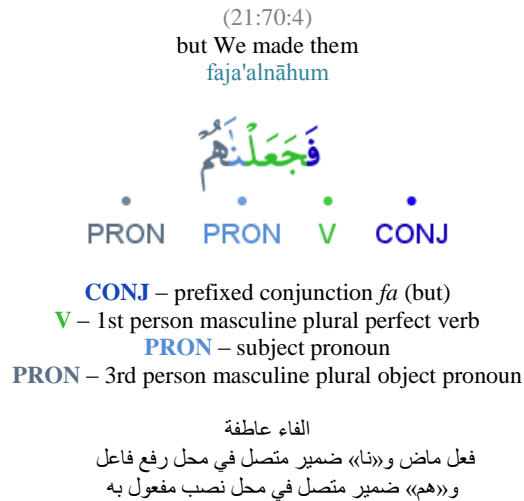 (21:70:4)
but We made them
faja'alnāhum
فَجَعَلْنَٰهُمُ
PRON PRON V CONJ
CONJ – prefixed conjunction fa (but)
V – 1st person masculine plural perfect verb
PRON – subject pronoun
PRON – 3rd person masculine plural object pronoun
الفاء عاطفة
فعل ماض و«نا» ضمير متصل في محل رفع فاعل
و«هم» ضمير متصل في محل نصب مفعول به